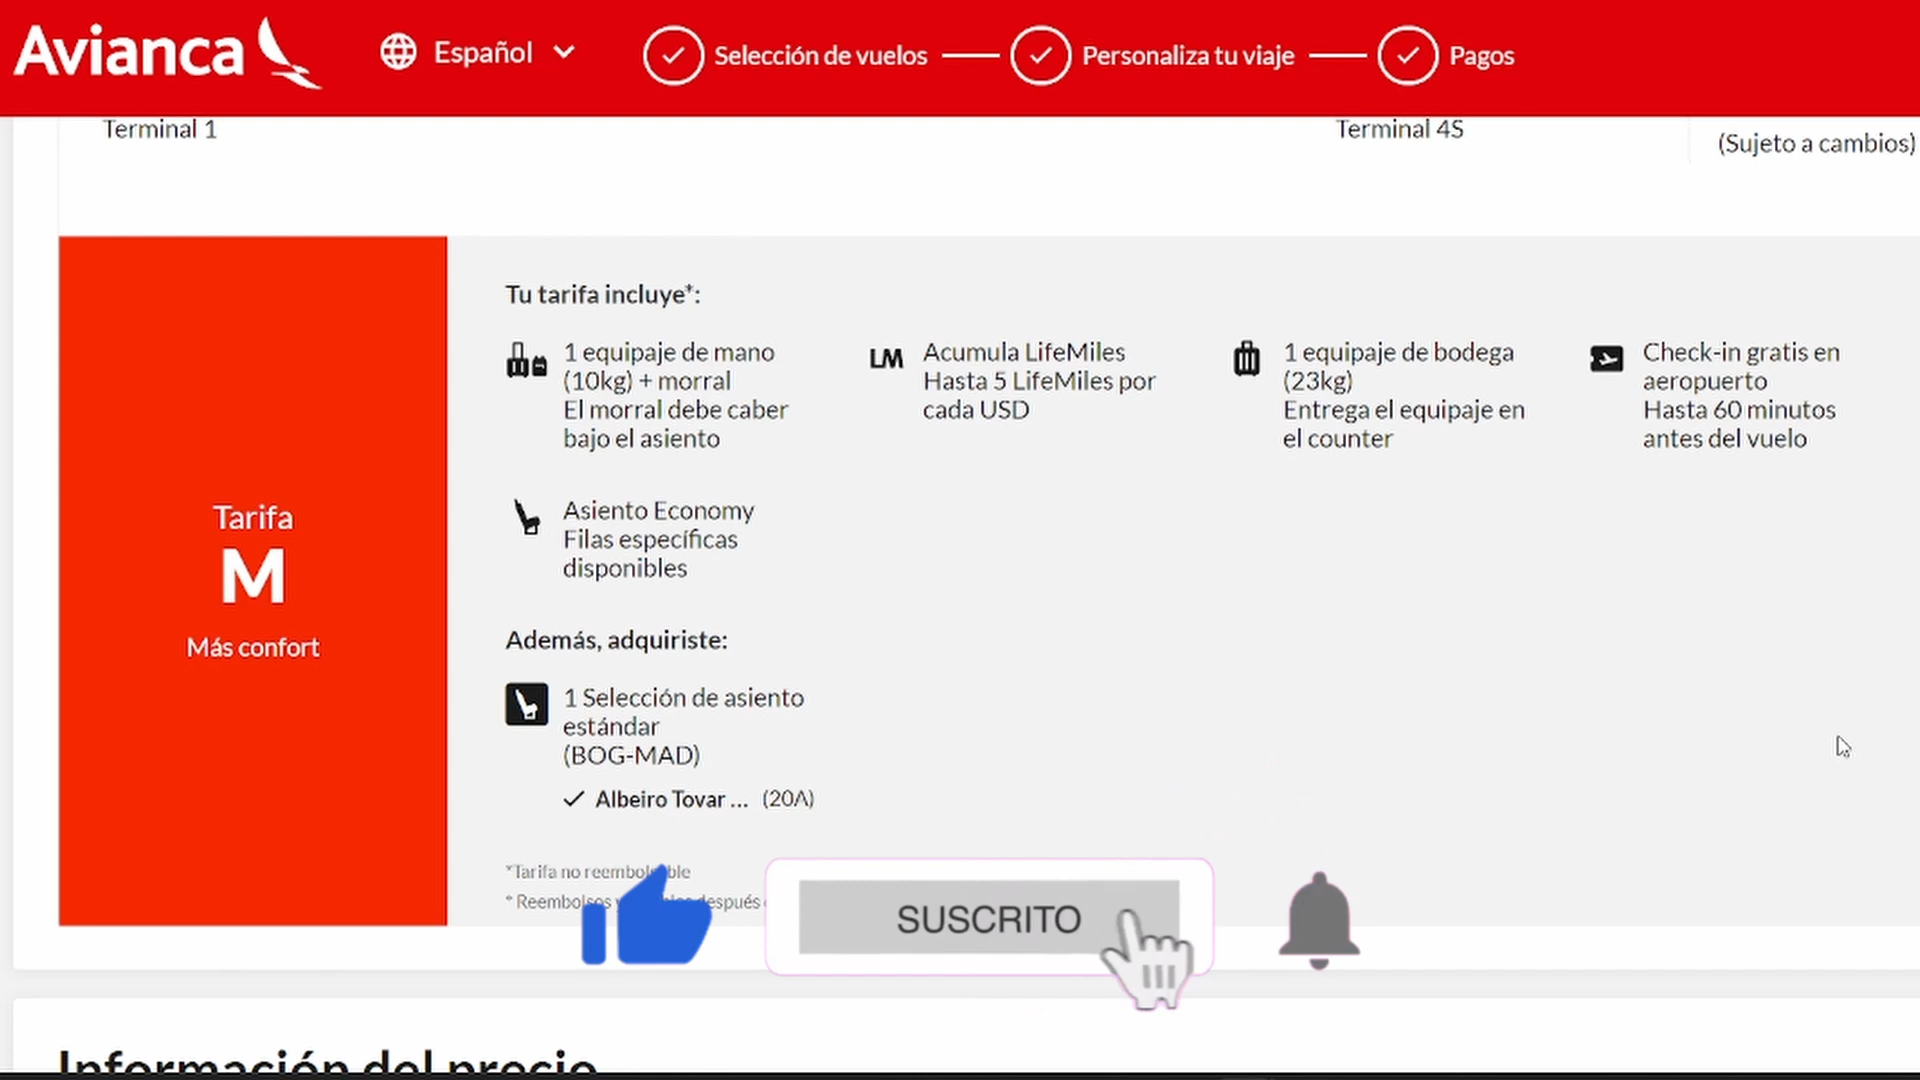 Avianca
Español
Selección de vuelos
Personaliza tu viaje
Pagos
Terminal 1
Terminal 4S
(Sujeto a cambios)
Tarifa
M
Más confort
Tu tarifa incluye*:
1 equipaje de mano
(10kg) + morral
El morral debe caber
bajo el asiento
LM
Acumula LifeMiles
Hasta 5 LifeMiles por
cada USD
1 equipaje de bodega
(23kg)
Entrega el equipaje en
el counter
Check-in gratis en
aeropuerto
Hasta 60 minutos
antes del vuelo
Asiento Economy
Filas específicas
disponibles
Además, adquiriste:
1 Selección de asiento
estándar
(BOG-MAD)
Albeiro Tovar ... (20A)
*Tarifa no
* Reembolsos después
SUSCRITO
Información del precio